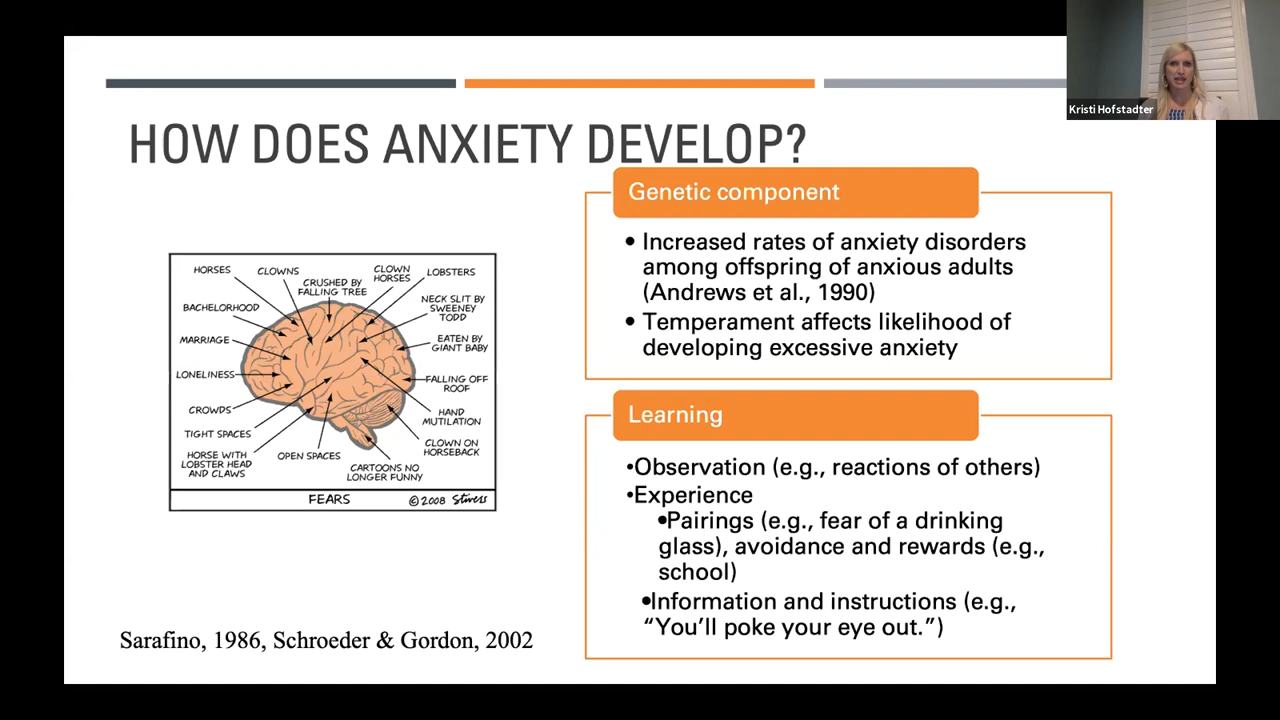 Kristi Hofstadter
HOW DOES ANXIETY DEVELOP?
HORSES
CLOWNS
CRUSHED BY
FALLING TREE
CLOWN
HORSES
LOBSTERS
BACHELORHOOD
NECK SLIT BY
SWEENEY
TODD
MARRIAGE
EATEN BY
GIANT BABY
LONELINESS
FALLING OFF
ROOF
CROWDS
HAND
MUTILATION
TIGHT SPACES
CLOWN ON
HORSEBACK
HORSE WITH
LOBSTER HEAD
AND CLAWS
OPEN SPACES
CARTOONS NO
LONGER FUNNY
FEARS
©2008 Stivers
Genetic component
• Increased rates of anxiety disorders
among offspring of anxious adults
(Andrews et al., 1990)
• Temperament affects likelihood of
developing excessive anxiety
Learning
•Observation (e.g., reactions of others)
•Experience
•Pairings (e.g., fear of a drinking
glass), avoidance and rewards (e.g.,
school)
•Information and instructions (e.g.,
“You’ll poke your eye out.”)
Sarafino, 1986, Schroeder & Gordon, 2002